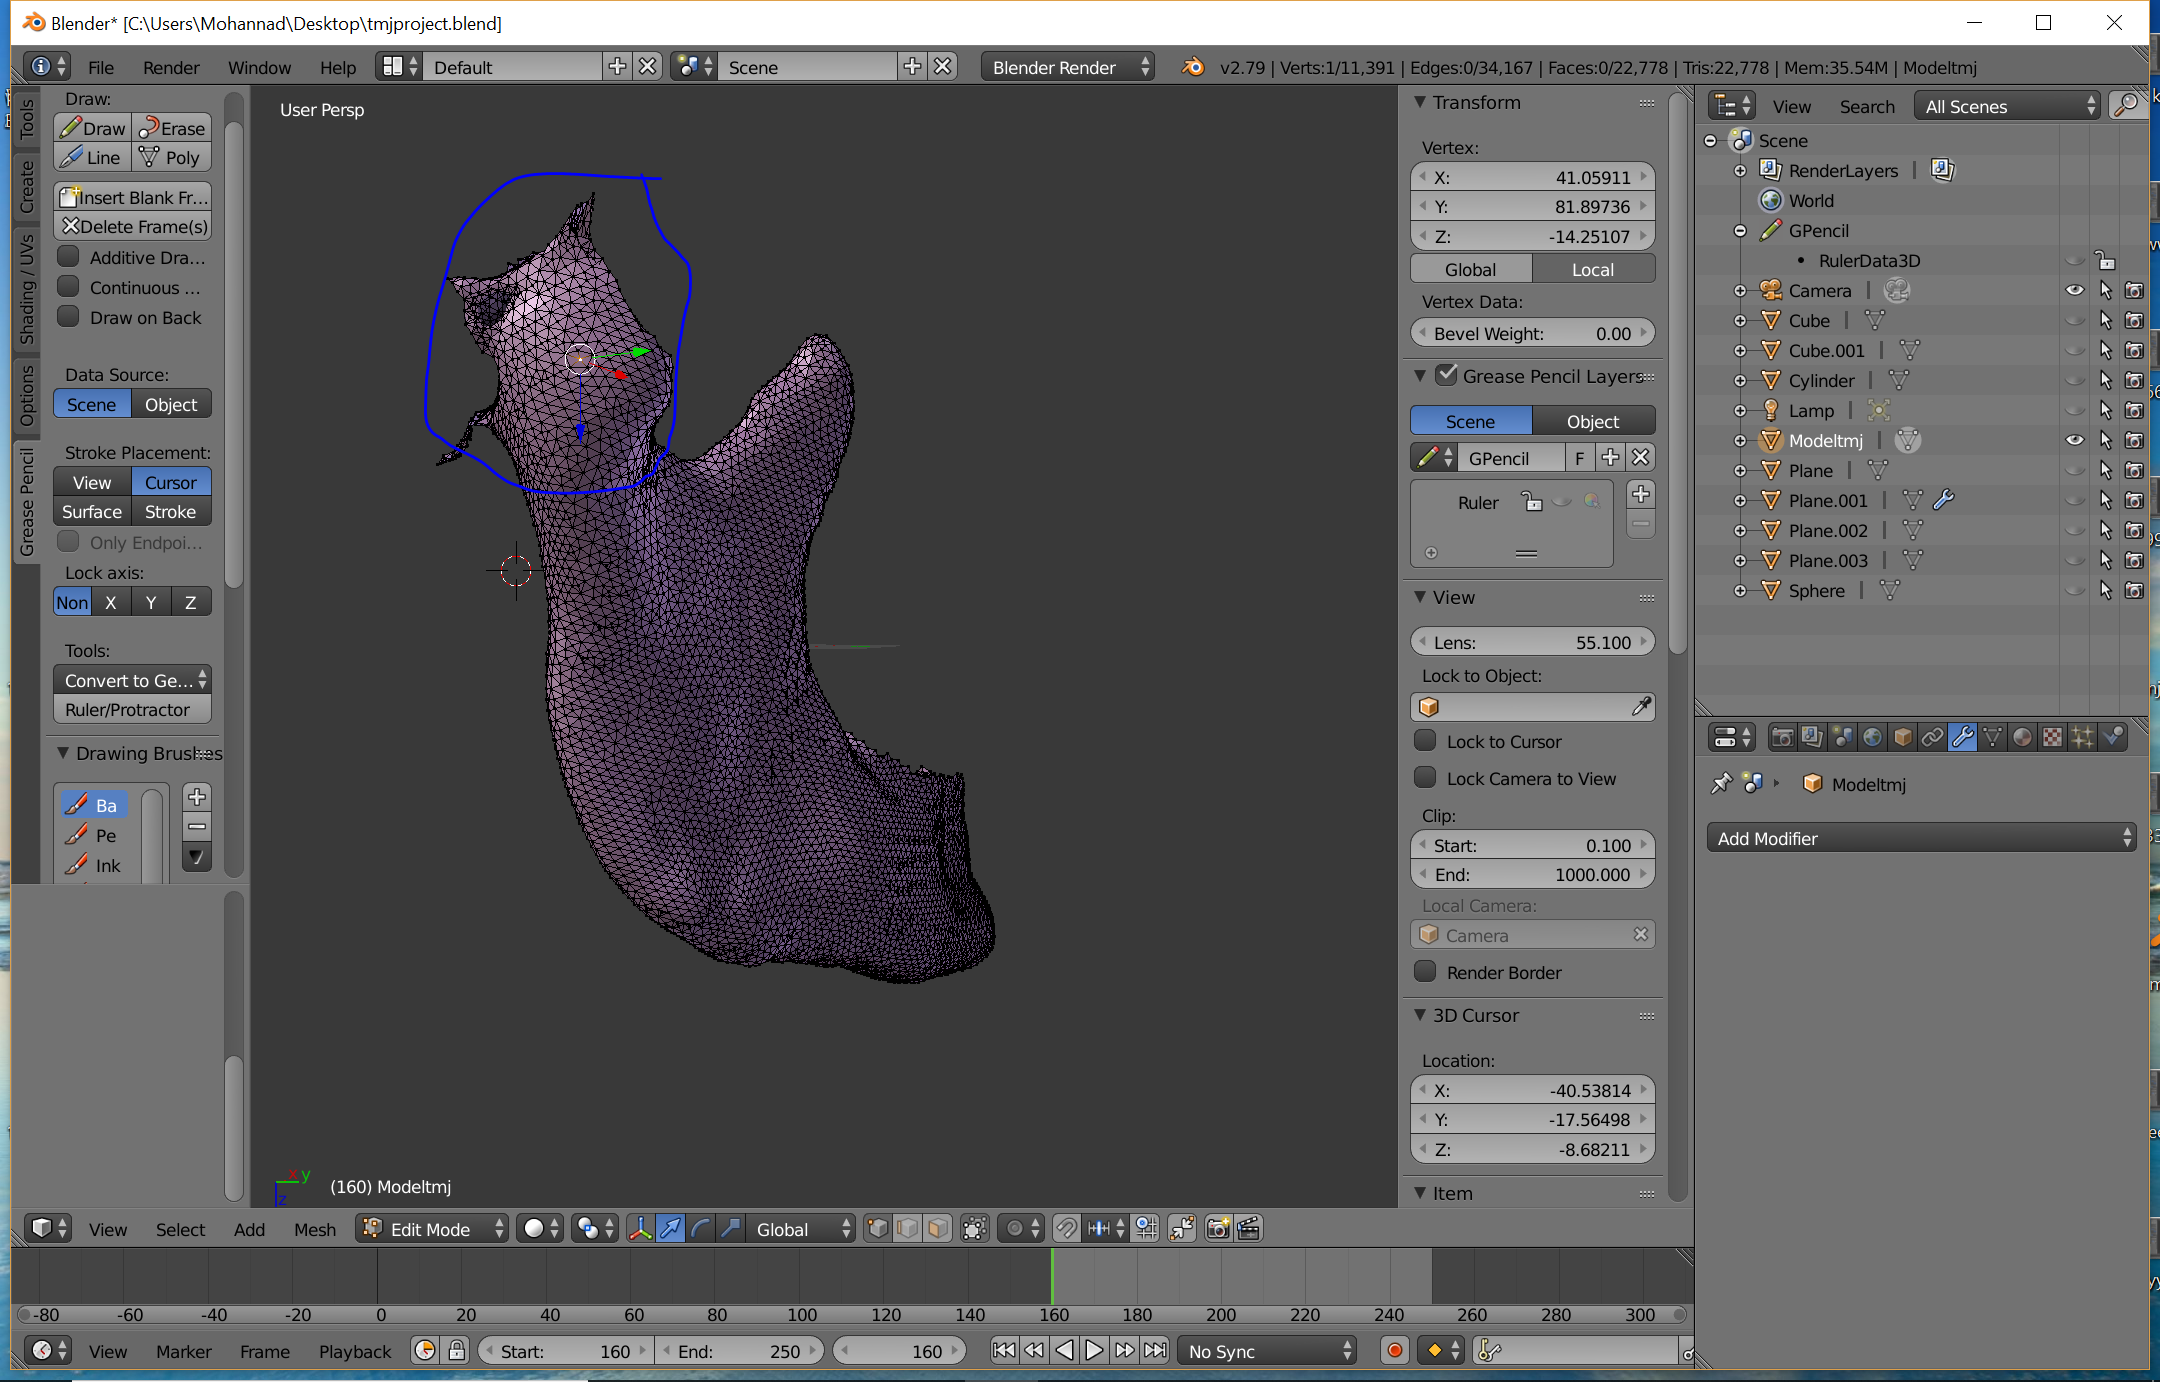 Blender* [C:\Users\Mohannad\Desktop\tmjproject.blend]
File Render Window Help Default Scene Blender Render v2.79 | Verts:1/11,391 | Edges:0/34,167 | Faces:0/22,778 | Tris:22,778 | Mem:35.54M | Modeltmj
Tools
Create
Shading / UVs
Options
Grease Pencil
Draw:
Draw Erase
Line Poly
Insert Blank Fr...
Delete Frame(s)
Additive Dra...
Continuous ...
Draw on Back
Data Source:
Scene Object
Stroke Placement:
View Cursor
Surface Stroke
Only Endpoi...
Lock axis:
Non X Y Z
Tools:
Convert to Ge...
Ruler/Protractor
Drawing Brushes
Ba
Pe
Ink
User Persp
x y
z
(160) Modeltmj
Transform
Vertex:
X: 41.05911
Y: 81.89736
Z: -14.25107
Global Local
Vertex Data:
Bevel Weight: 0.00
Grease Pencil Layers
Scene Object
GPencil F
Ruler
View
Lens: 55.100
Lock to Object:
Lock to Cursor
Lock Camera to View
Clip:
Start: 0.100
End: 1000.000
Local Camera:
Camera
Render Border
3D Cursor
Location:
X: -40.53814
Y: -17.56498
Z: -8.68211
Item
View Search All Scenes
Scene
RenderLayers
World
GPencil
RulerData3D
Camera
Cube
Cube.001
Cylinder
Lamp
Modeltmj
Plane
Plane.001
Plane.002
Plane.003
Sphere
Modeltmj
Add Modifier
View Select Add Mesh Edit Mode Global
-80 -60 -40 -20 0 20 40 60 80 100 120 140 160 180 200 220 240 260 280 300
View Marker Frame Playback Start: 160 End: 250 160 No Sync